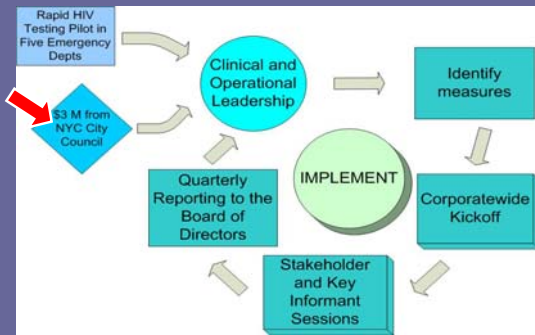 Rapid HIV
Testing Pilot in
Five Emergency
Depts
$3 M from
NYC City
Council
Clinical and
Operational
Leadership
Identify
measures
Corporatewide
Kickoff
Stakeholder
and Key
Informant
Sessions
Quarterly
Reporting to the
Board of
Directors
IMPLEMENT